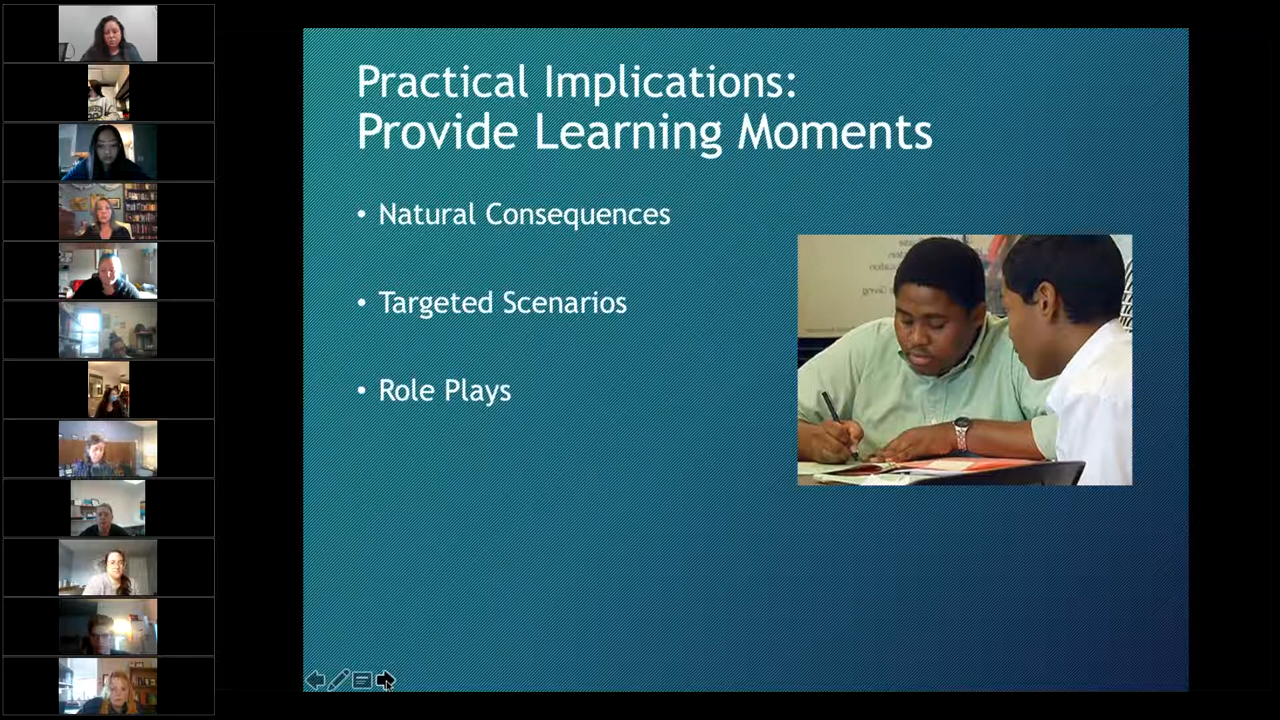 Practical Implications:
Provide Learning Moments
• Natural Consequences
• Targeted Scenarios
• Role Plays